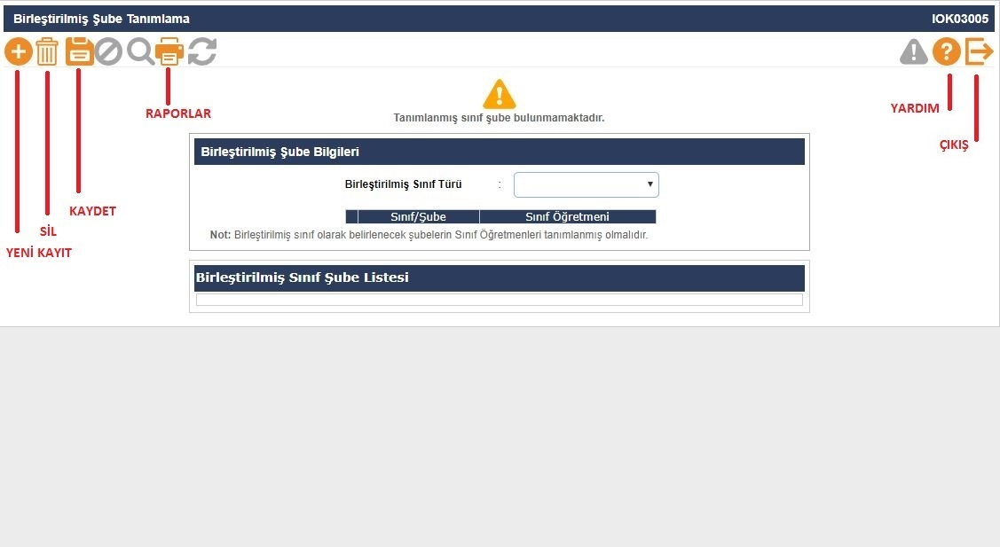 Birleştirilmiş Şube Tanımlama IOK03005
RAPORLAR
Tanımlanmış sınıf şube bulunmamaktadır.
YARDIM
ÇIKIŞ
Birleştirilmiş Şube Bilgileri
Birleştirilmiş Sınıf Türü :
KAYDET
Sınıf/Şube Sınıf Öğretmeni
SİL
Not: Birleştirilmiş sınıf olarak belirlenecek şubelerin Sınıf Öğretmenleri tanımlanmış olmalıdır.
YENİ KAYIT
Birleştirilmiş Sınıf Şube Listesi